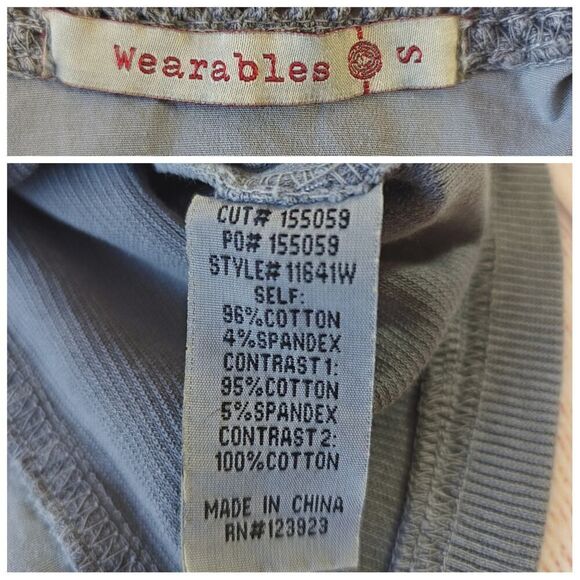 Wearables S
CUT# 155059
PO# 155059
STYLE# 11641W
SELF:
96%COTTON
4%SPANDEX
CONTRAST 1:
95%COTTON
5%SPANDEX
CONTRAST 2:
100%COTTON
MADE IN CHINA
RN#123923